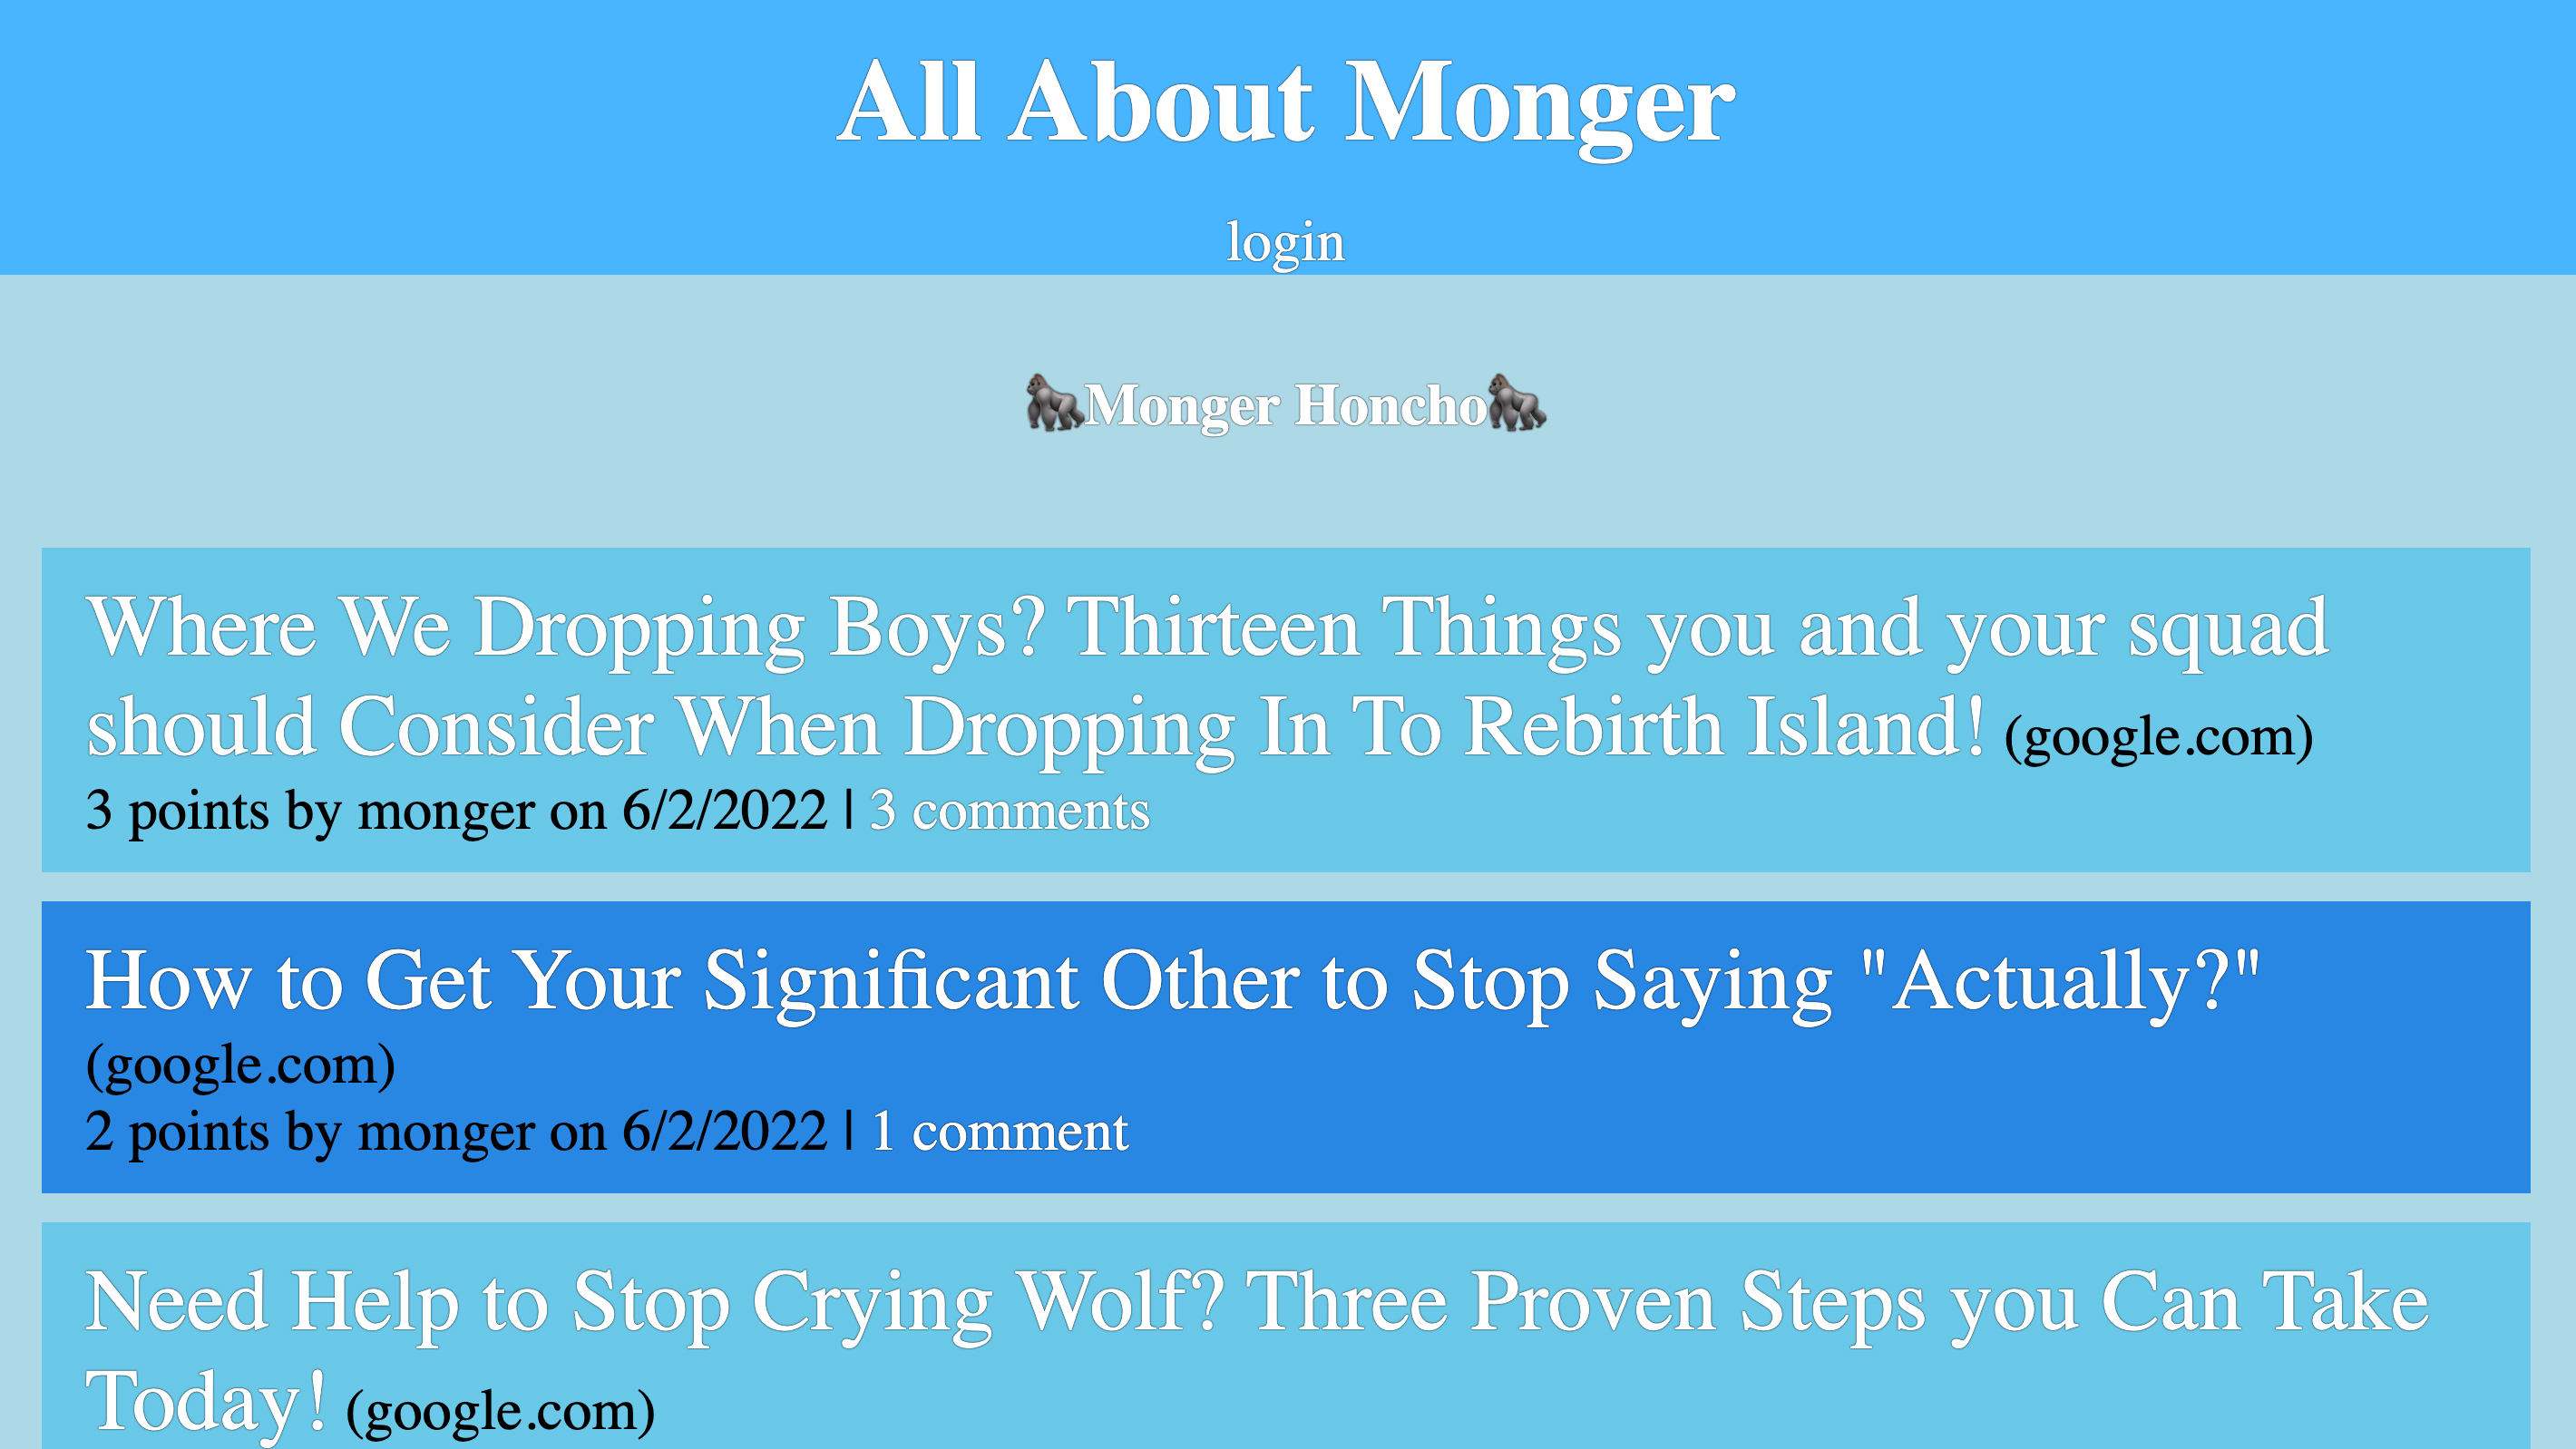 All About Monger
login
🦍Monger Honcho🦍
Where We Dropping Boys? Thirteen Things you and your squad
should Consider When Dropping In To Rebirth Island! (google.com)
3 points by monger on 6/2/2022 | 3 comments
How to Get Your Significant Other to Stop Saying "Actually?"
(google.com)
2 points by monger on 6/2/2022 | 1 comment
Need Help to Stop Crying Wolf? Three Proven Steps you Can Take
Today! (google.com)